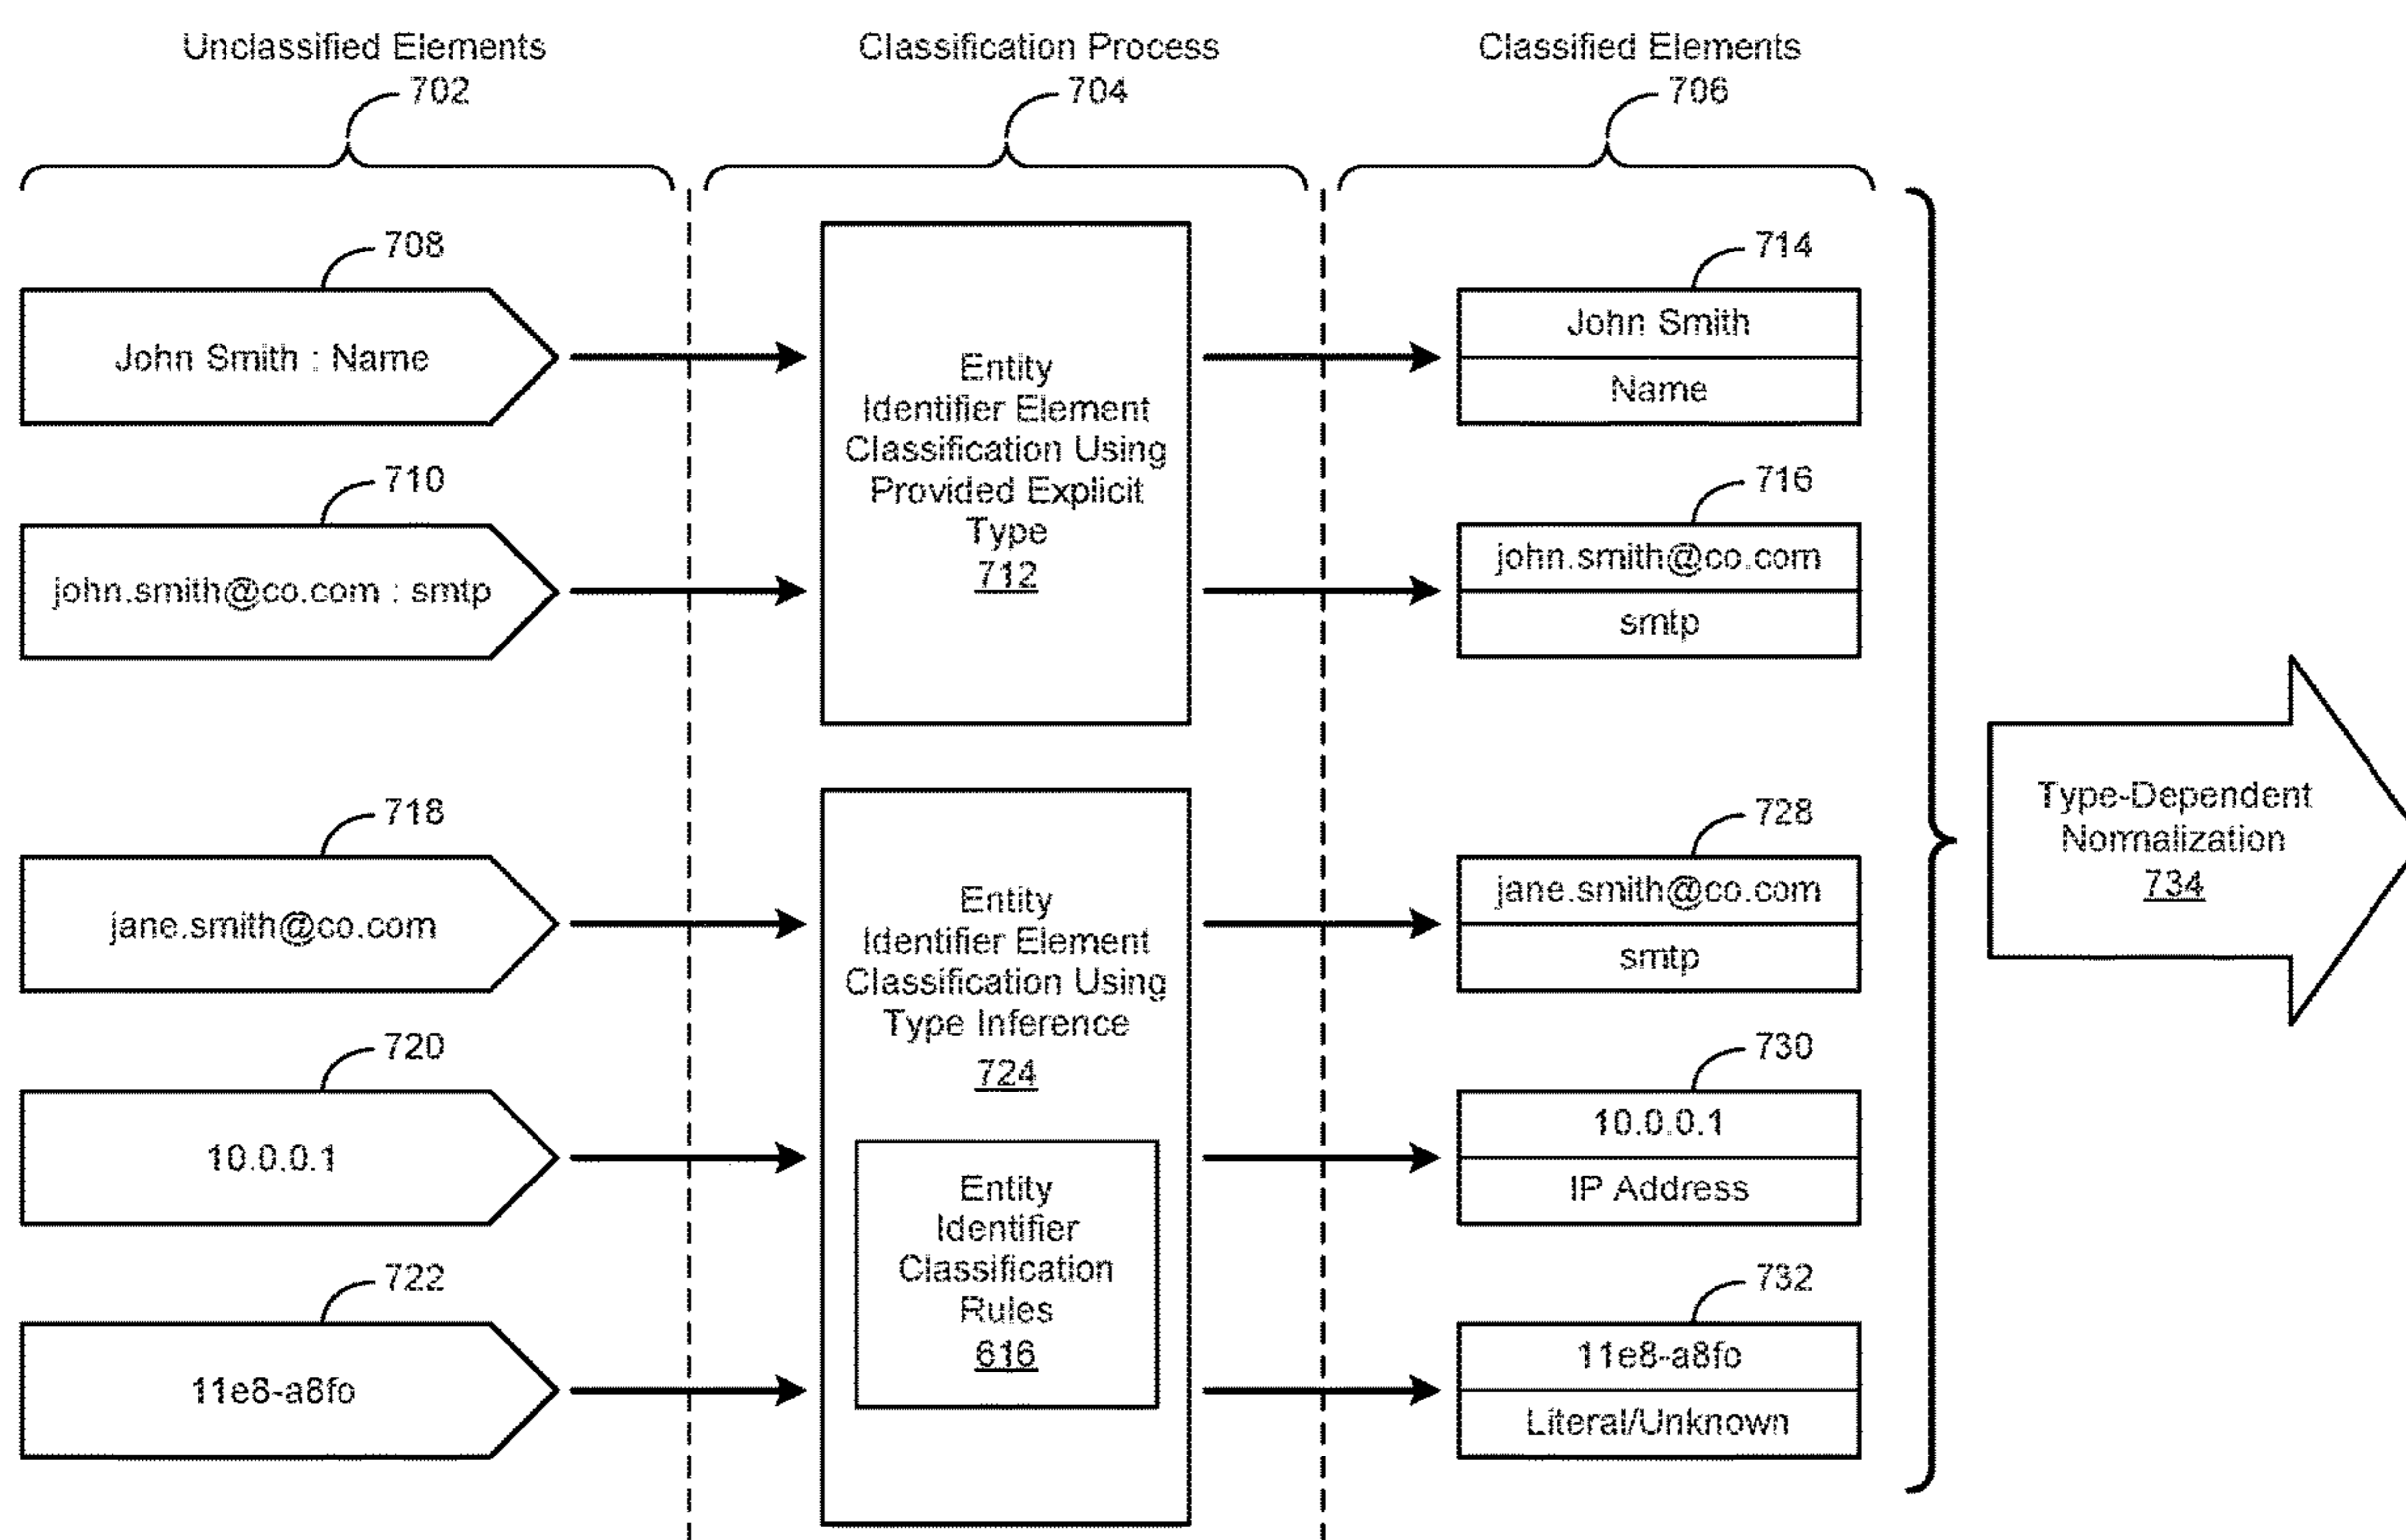 Unclassified Elements
702
Classification Process
704
Classified Elements
706
708
John Smith : Name
710
john.smith@co.com : smtp
Entity
Identifier Element
Classification Using
Provided Explicit
Type
712
714
John Smith
Name
716
john.smith@co.com
smtp
718
jane.smith@co.com
720
10.0.0.1
722
11e8-a8fo
Entity
Identifier Element
Classification Using
Type Inference
724
Entity
Identifier
Classification
Rules
616
728
jane.smith@co.com
smtp
730
10.0.0.1
IP Address
732
11e8-a8fo
Literal/Unknown
Type-Dependent
Normalization
734